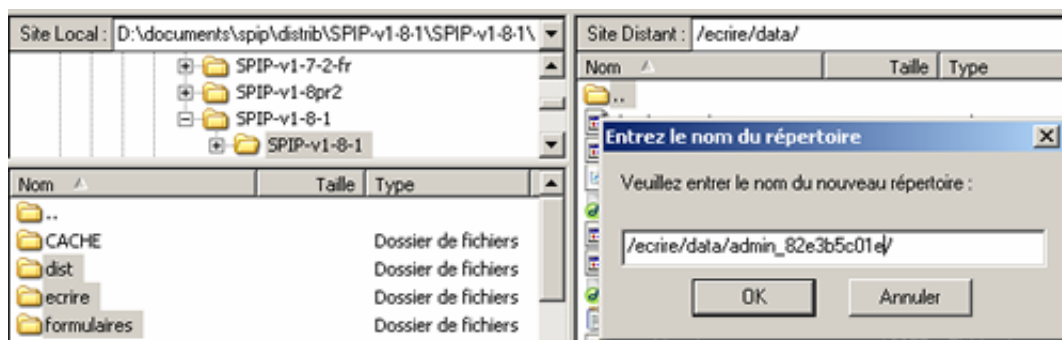 Site Local : D:\documents\spip\distrib\SPIP-v1-8-1\SPIP-v1-8-1\
SPIP-v1-7-2-fr
SPIP-v1-8pr2
SPIP-v1-8-1
SPIP-v1-8-1
Nom Taille Type
..
CACHE Dossier de fichiers
dist Dossier de fichiers
ecrire Dossier de fichiers
formulaires Dossier de fichiers
Site Distant : /ecrire/data/
Nom Taille Type
..
Entrez le nom du répertoire
Veuillez entrer le nom du nouveau répertoire :
/ecrire/data/admin_82e3b5c01e/
OK Annuler